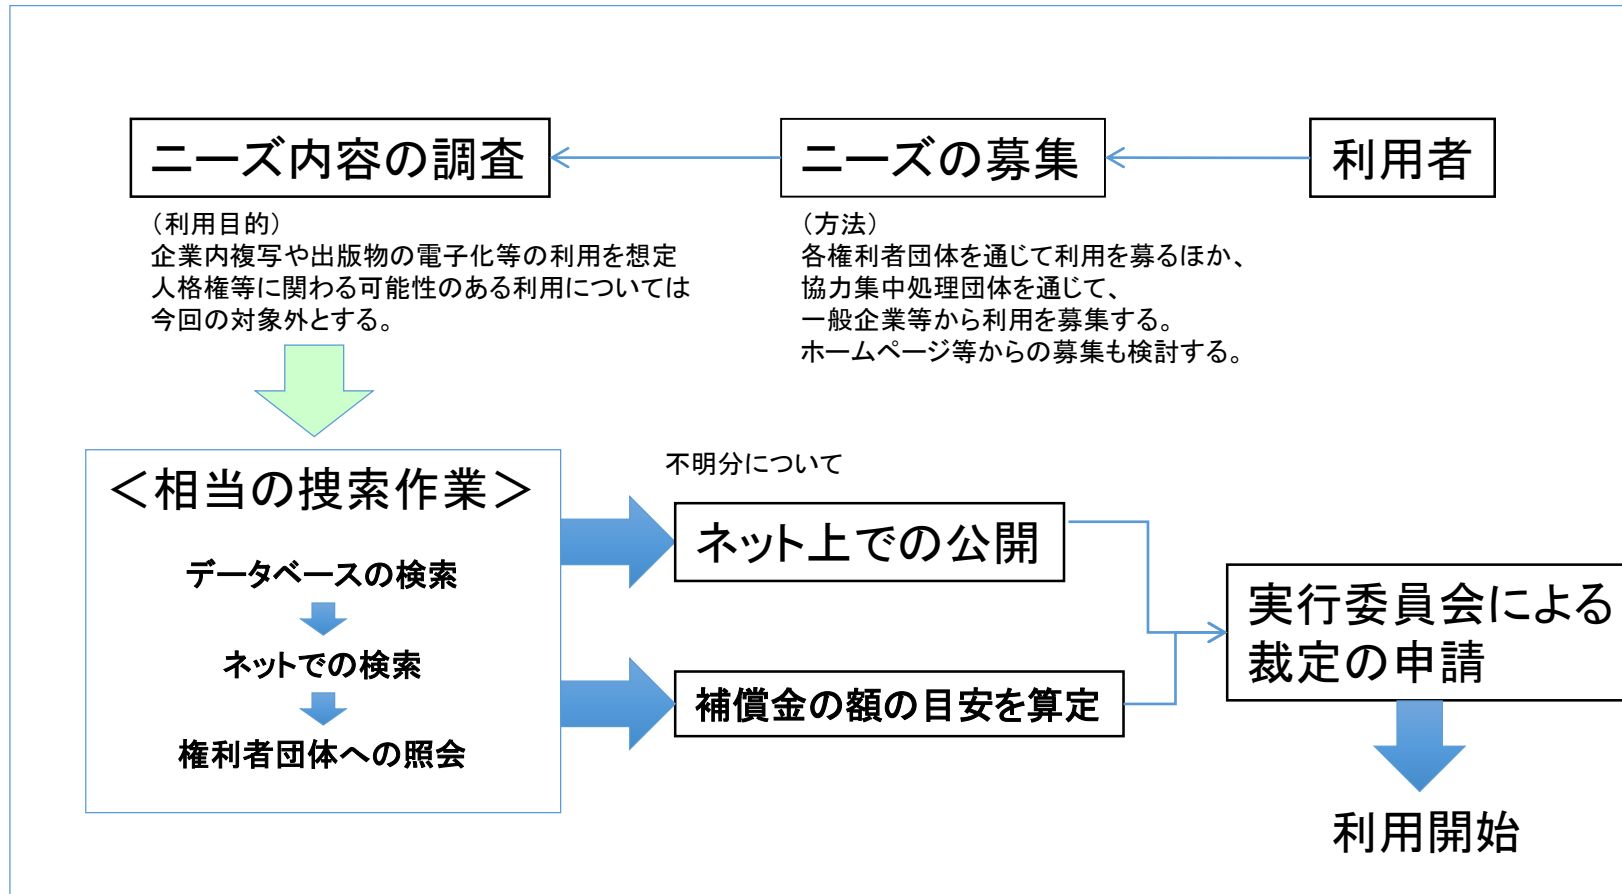 ニーズ内容の調査
ニーズの募集
利用者
（利用目的）
企業内複写や出版物の電子化等の利用を想定
人格権等に関わる可能性のある利用については
今回の対象外とする。
（方法）
各権利者団体を通じて利用を募るほか、
協力集中処理団体を通じて、
一般企業等から利用を募集する。
ホームページ等からの募集も検討する。
＜相当の捜索作業＞
データベースの検索
ネットでの検索
権利者団体への照会
不明分について
ネット上での公開
補償金の額の目安を算定
実行委員会による
裁定の申請
利用開始